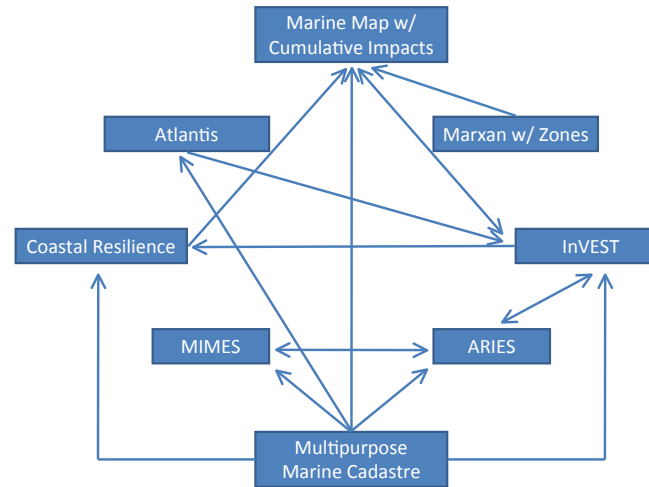 Marine Map w/
Cumulative Impacts
Atlantis
Marxan w/ Zones
Coastal Resilience
InVEST
MIMES
ARIES
Multipurpose
Marine Cadastre